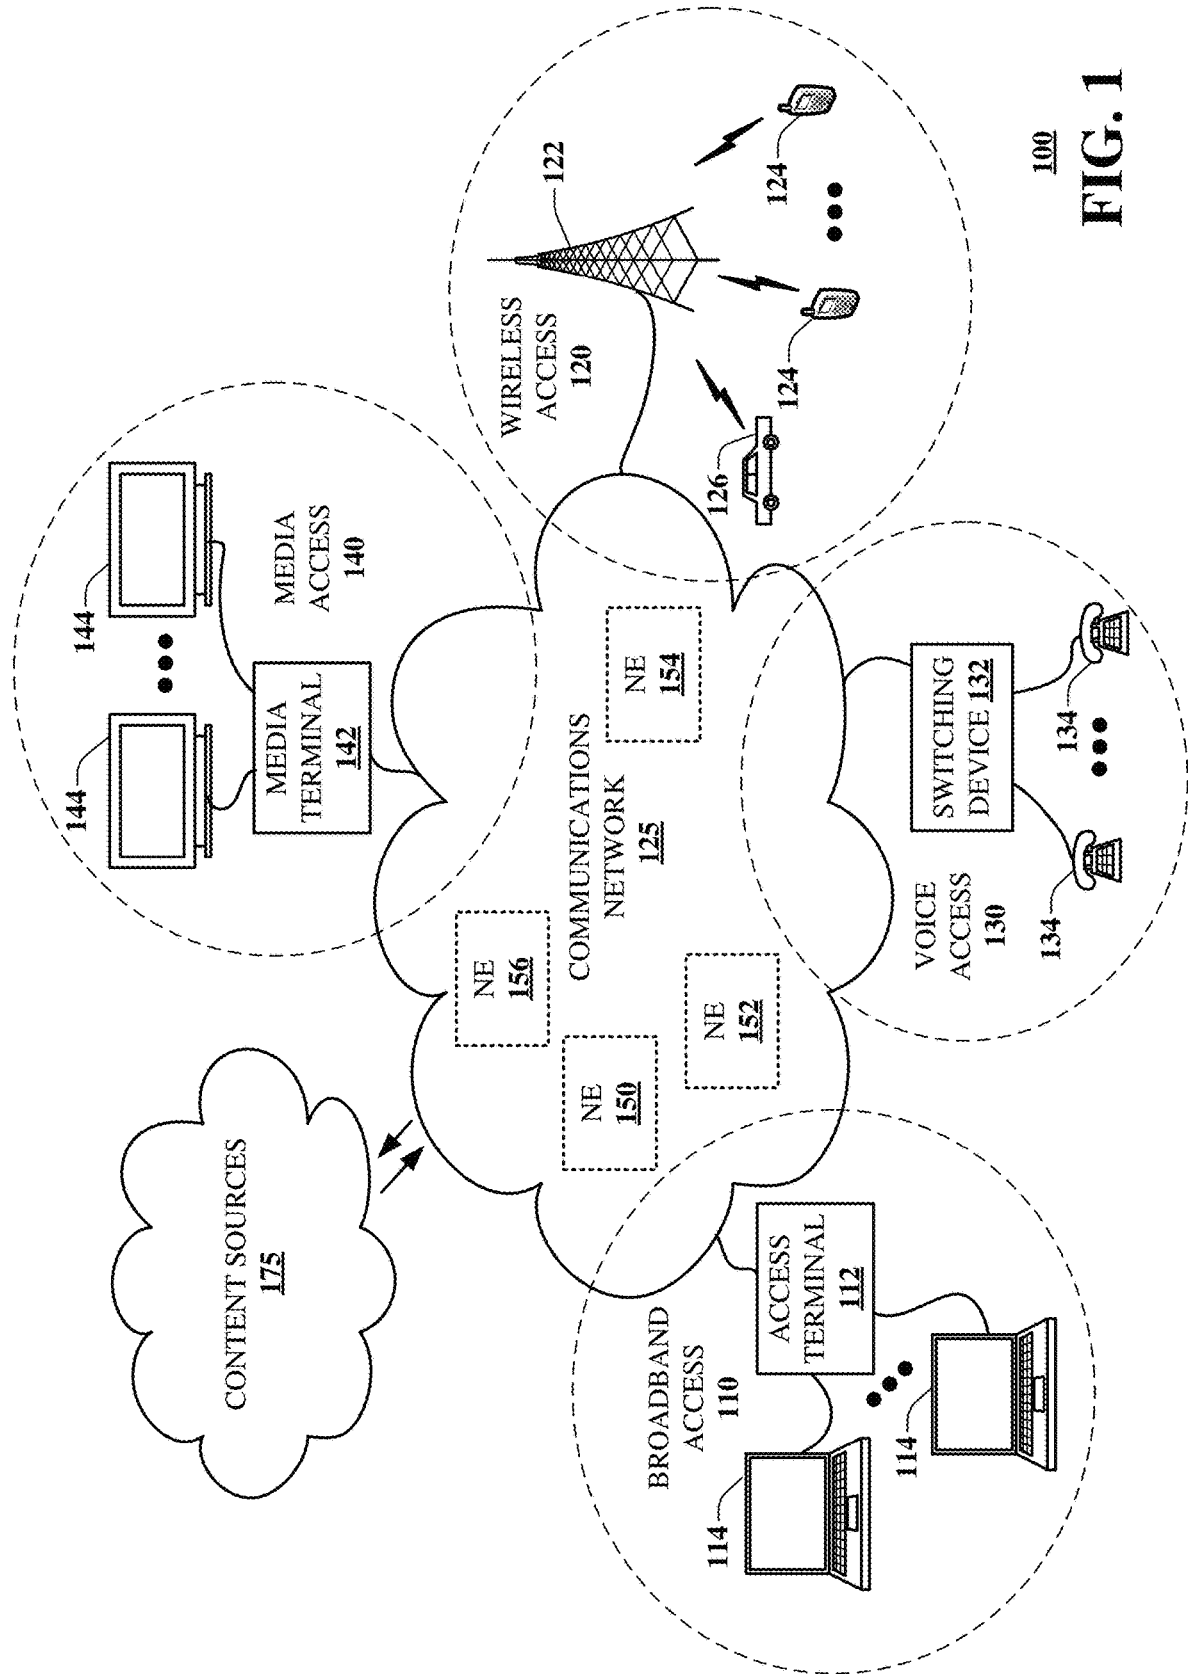 CONTENT SOURCES
175
144
144
MEDIA
TERMINAL
142
MEDIA
ACCESS
140
WIRELESS
ACCESS
120
122
124
124
126
NE
156
NE
150
NE
152
NE
154
COMMUNICATIONS
NETWORK
125
BROADBAND
ACCESS
110
ACCESS
TERMINAL
112
114
114
VOICE
ACCESS
130
SWITCHING
DEVICE 132
134
134
100
FIG. 1